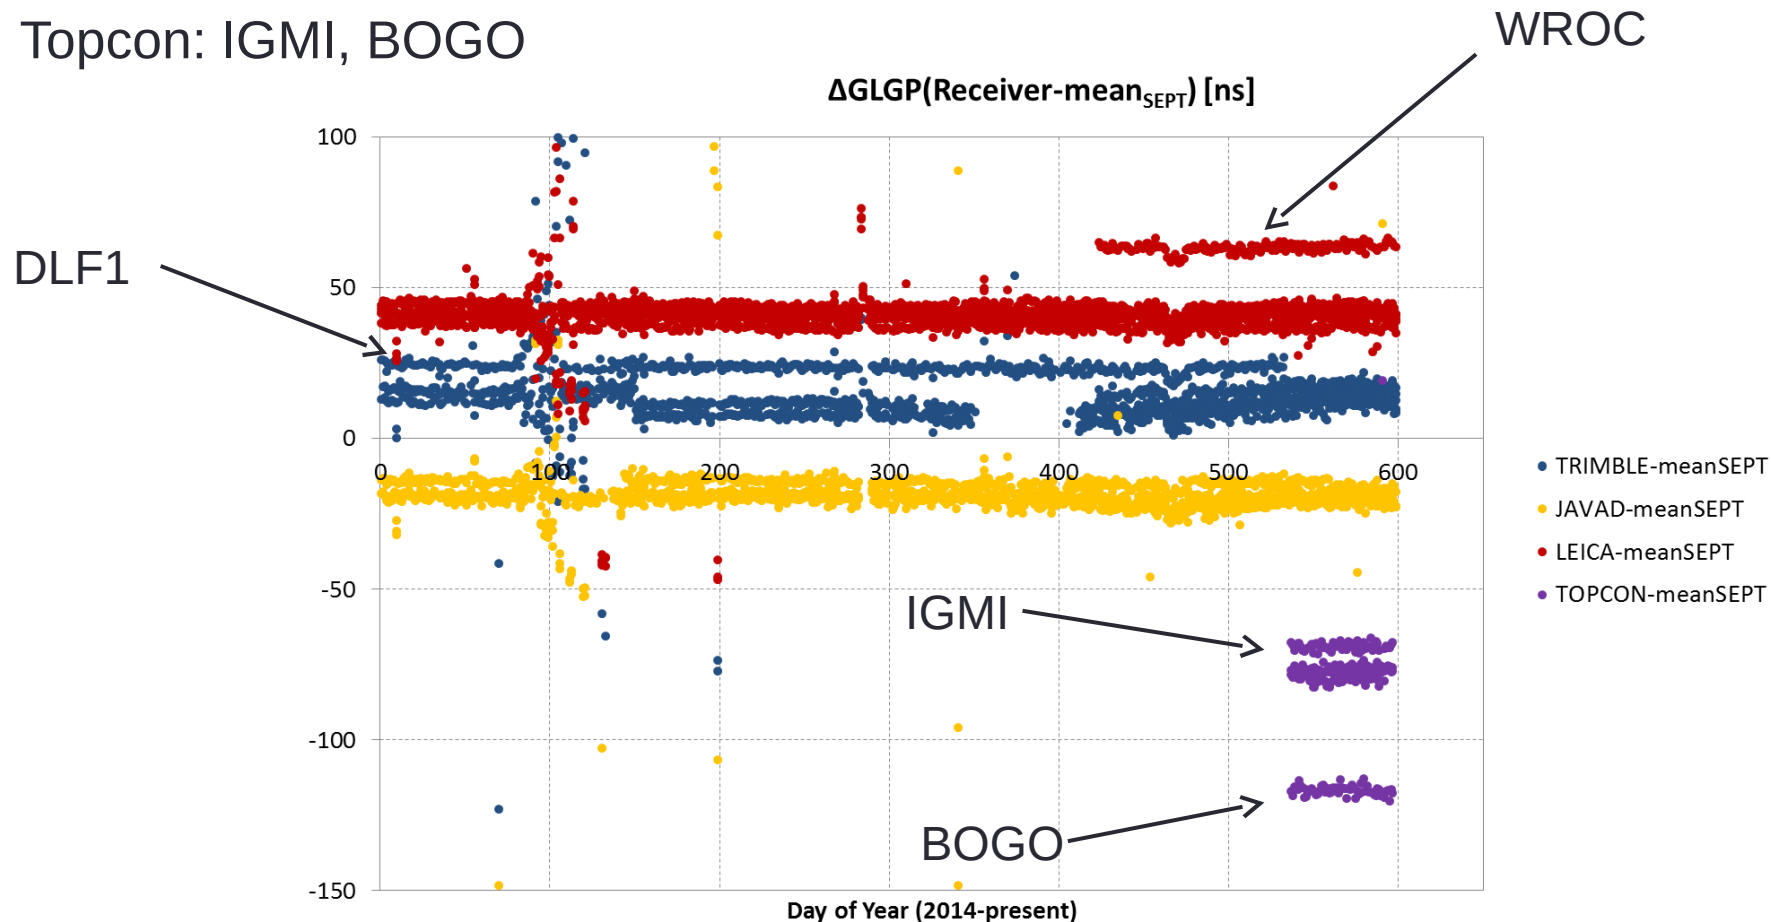 Topcon: IGMI, BOGO
WROC
ΔGLGP(Receiver-meanSEPT) [ns]
DLF1
100
50
0
-50
-100
-150
0 100 200 300 400 500 600
IGMI
BOGO
TRIMBLE-meanSEPT
JAVAD-meanSEPT
LEICA-meanSEPT
TOPCON-meanSEPT
Day of Year (2014-present)